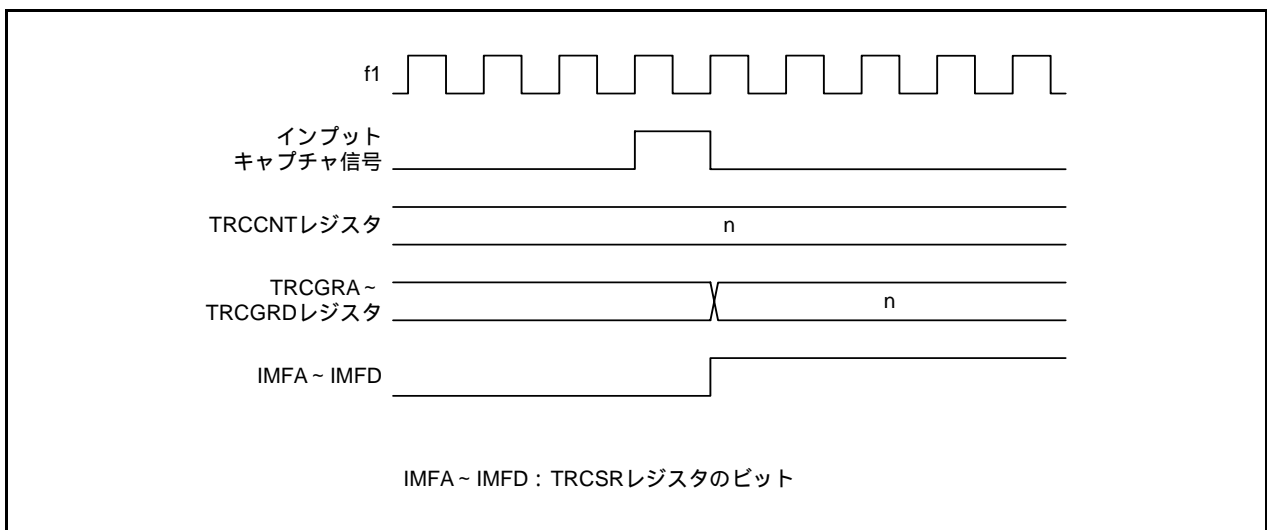 f1
インプット
キャプチャ信号
TRCCNTレジスタ
n
TRCGRA~
TRCGRDレジスタ
n
IMFA~IMFD
IMFA~IMFD:TRCSRレジスタのビット